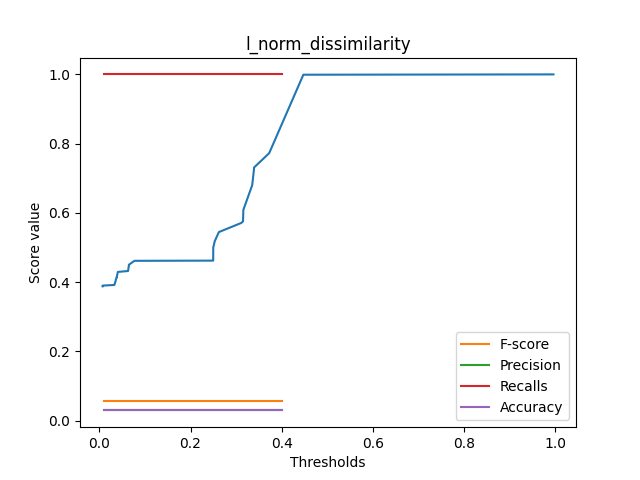 l_norm_dissimilarity
1.0
0.8
0.6
0.4
0.2
0.0
Score value
0.0 0.2 0.4 0.6 0.8 1.0
Thresholds
F-score
Precision
Recalls
Accuracy